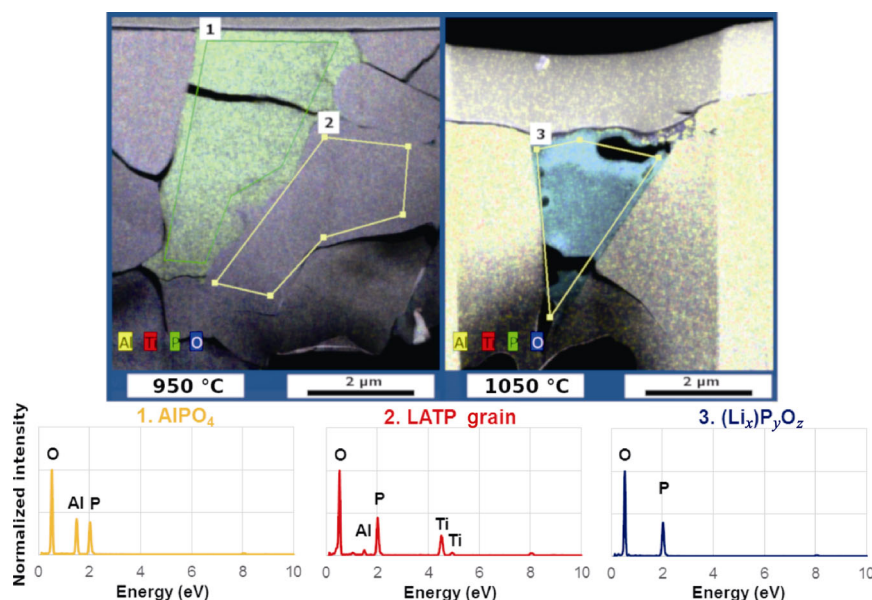 1
2
3
Al Ti P O
Al Ti P O
950 °C
2 µm
1050 °C
2 µm
1. AlPO₄
2. LATP grain
3. (Liₓ)PᵧO_z
Normalized intensity
O
Al P
O
Al
P
Ti
Ti
O
P
0 2 4 6 8 10
0 2 4 6 8 10
0 2 4 6 8 10
Energy (eV)
Energy (eV)
Energy (eV)